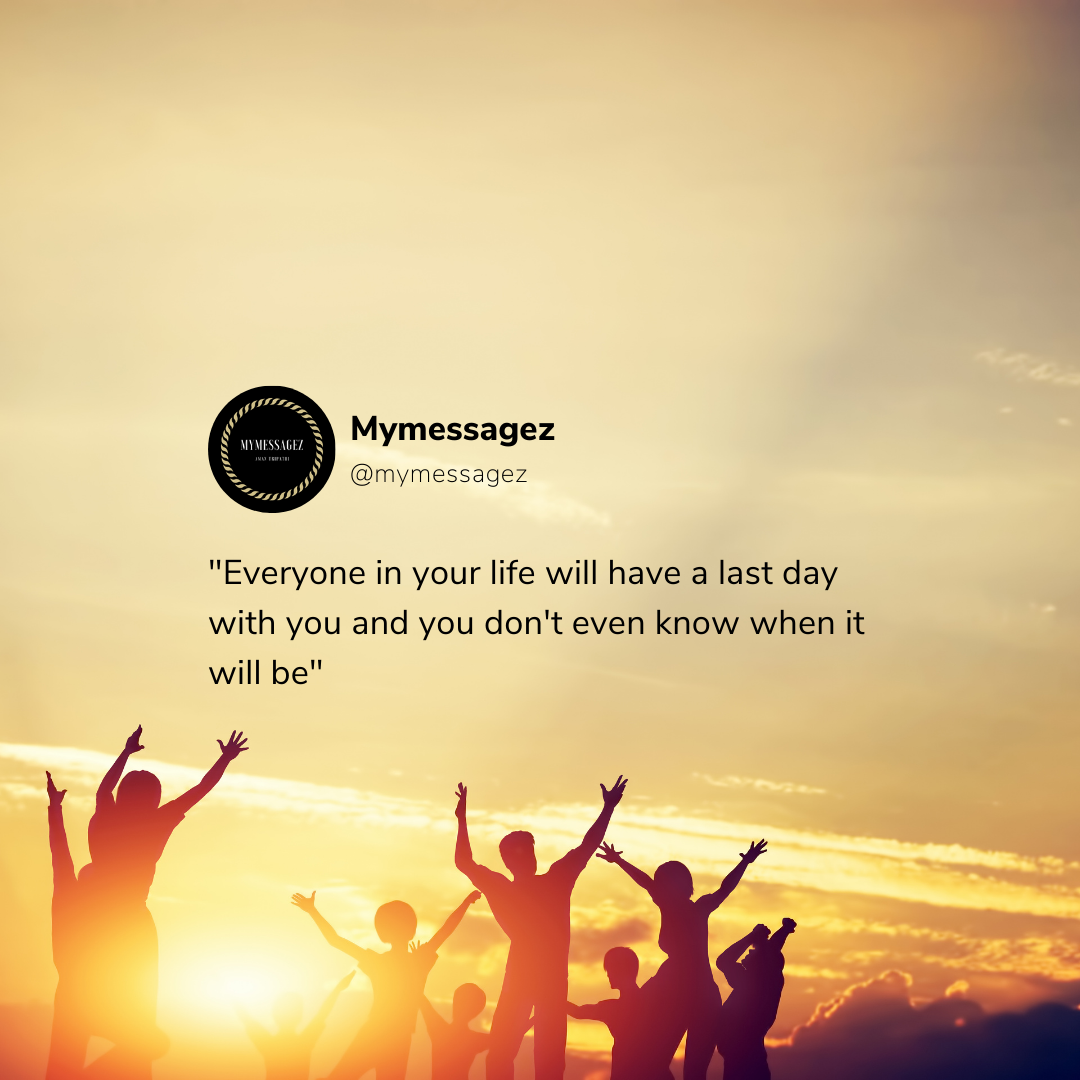 MYMESSAGEZ
Mymessagez
@mymessagez
"Everyone in your life will have a last day
with you and you don't even know when it
will be"